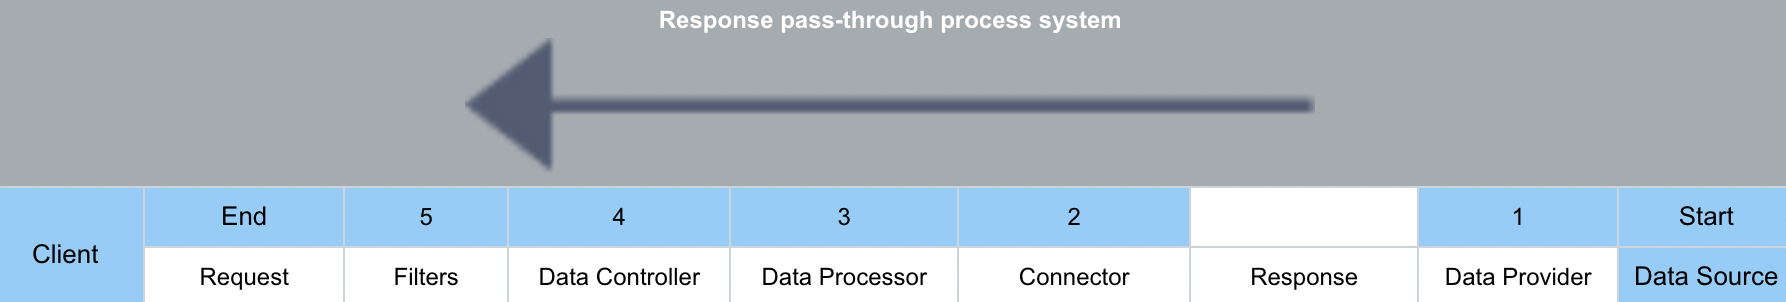 Response pass-through process system
Client
End 5 4 3 2 1 Start
Request Filters Data Controller Data Processor Connector Response Data Provider Data Source